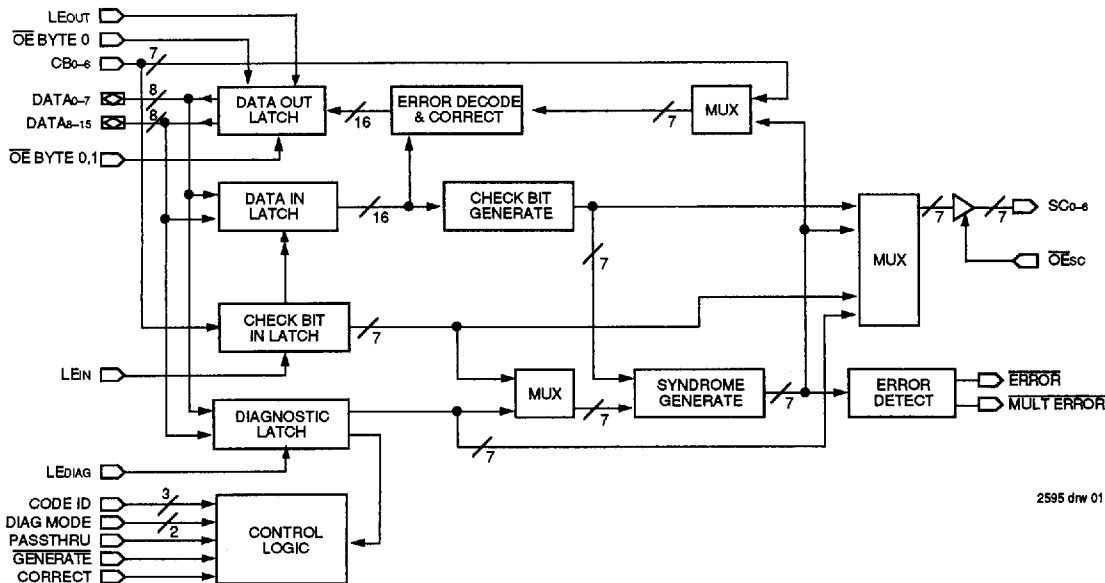 LEOUT
OE BYTE 0
CB0–6
7
DATA0–7
8
DATA8–15
8
OE BYTE 0,1
DATA OUT
LATCH
16
ERROR DECODE
& CORRECT
7
MUX
DATA IN
LATCH
16
CHECK BIT
GENERATE
7
MUX
7
7
SC0–6
OESC
CHECK BIT
IN LATCH
7
LEIN
MUX
7
SYNDROME
GENERATE
7
ERROR
DETECT
ERROR
MULT ERROR
DIAGNOSTIC
LATCH
7
LEDIAG
CODE ID
3
DIAG MODE
2
PASSTHRU
GENERATE
CORRECT
CONTROL
LOGIC
2595 drw 01